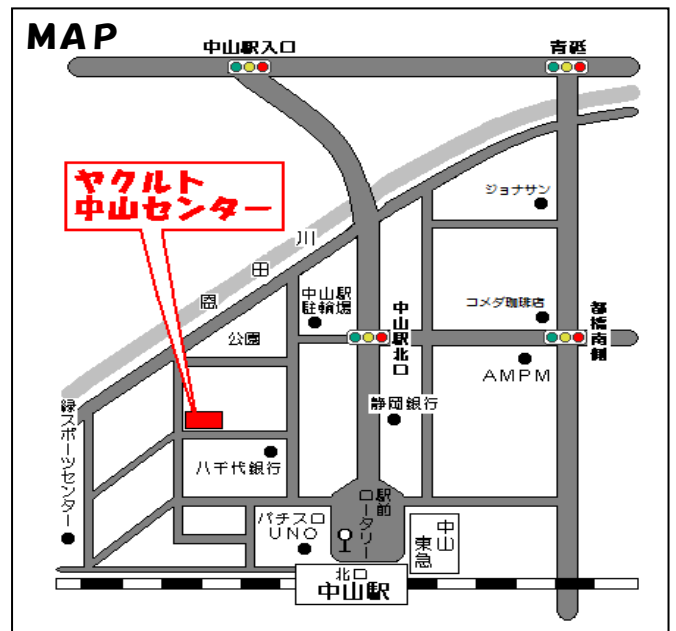 MAP
中山駅入口
青砥
ヤクルト
中山センター
ジョナサン
恩田川
中山駅
駐輪場
中山駅北口
コメダ珈琲店
都橋南側
公園
AMPM
静岡銀行
緑スポーツセンター
八千代銀行
駅前
ロータリー
パチスロ
UNO
中山
東急
北口
中山駅